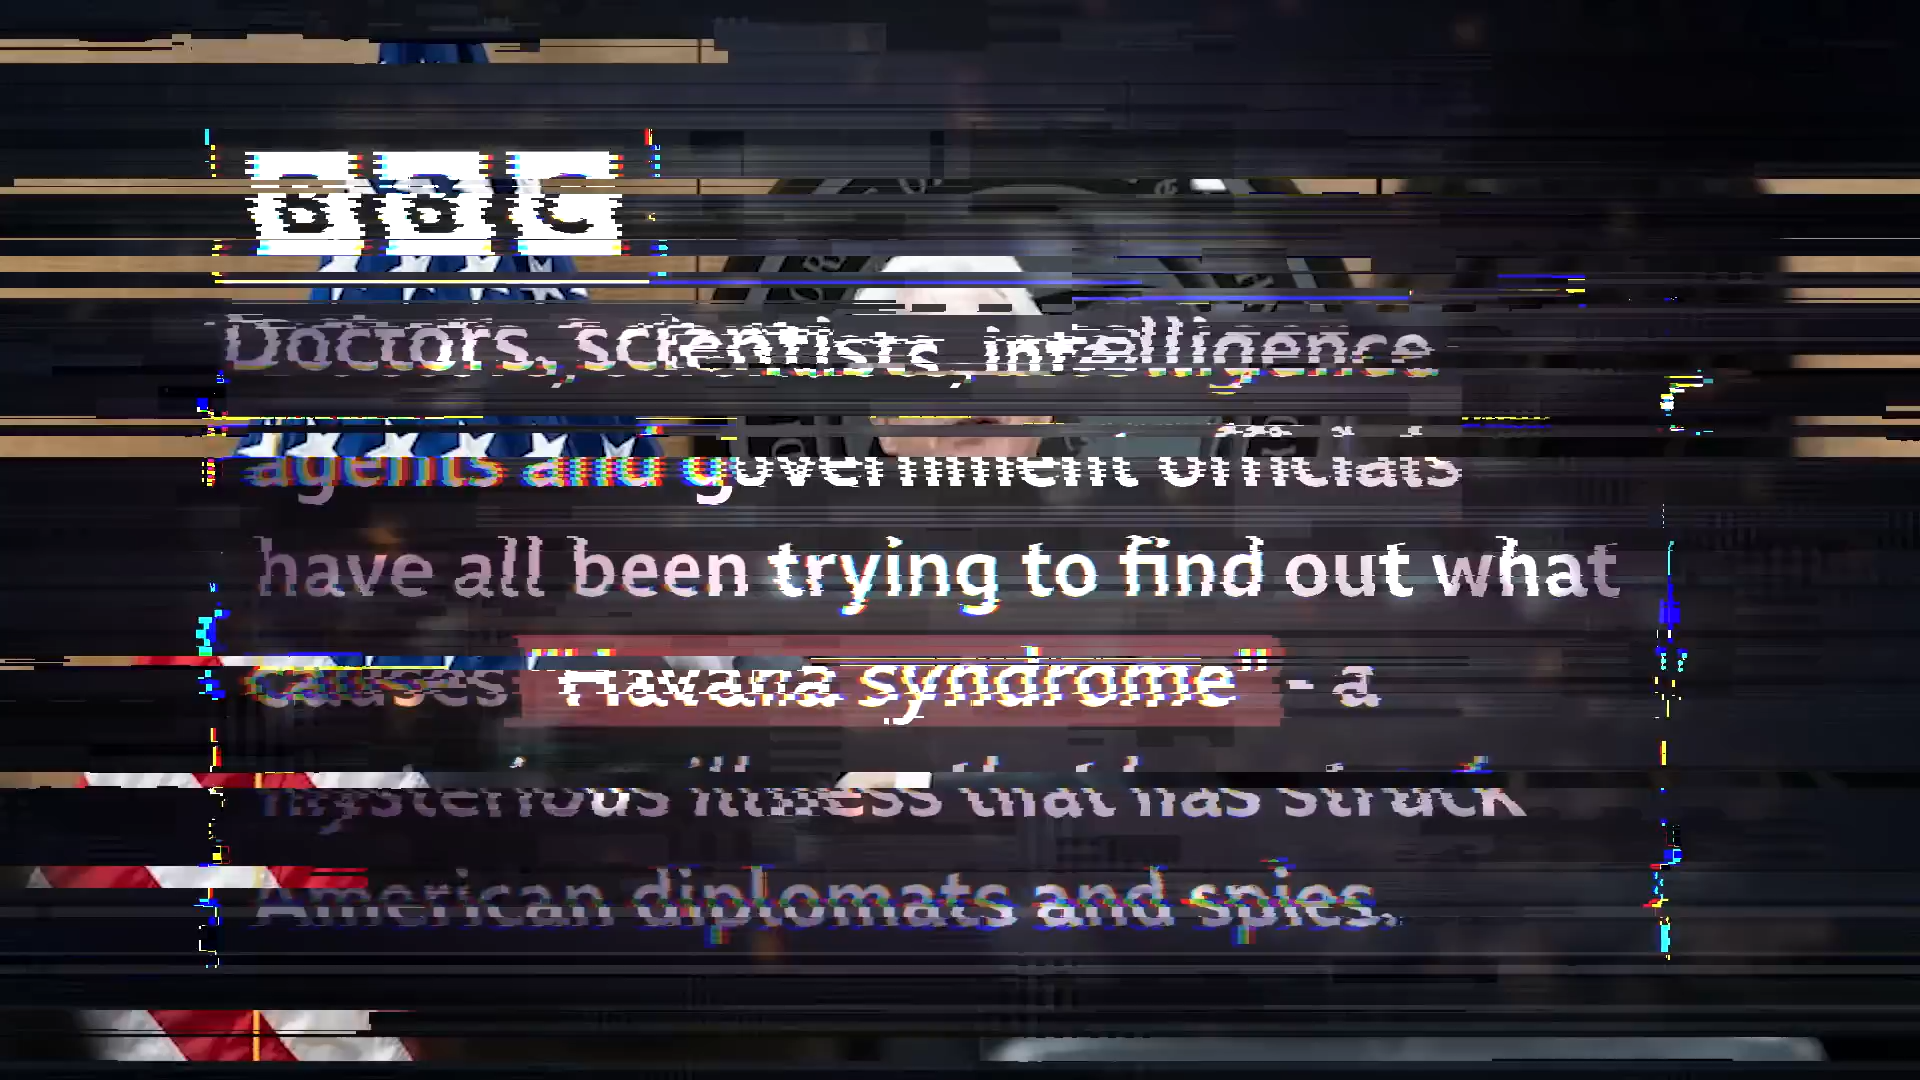 BBC
Doctors, scientists, intelligence
agents and government officials
have all been trying to find out what
causes "Havana syndrome" - a
mysterious illness that has struck
American diplomats and spies.